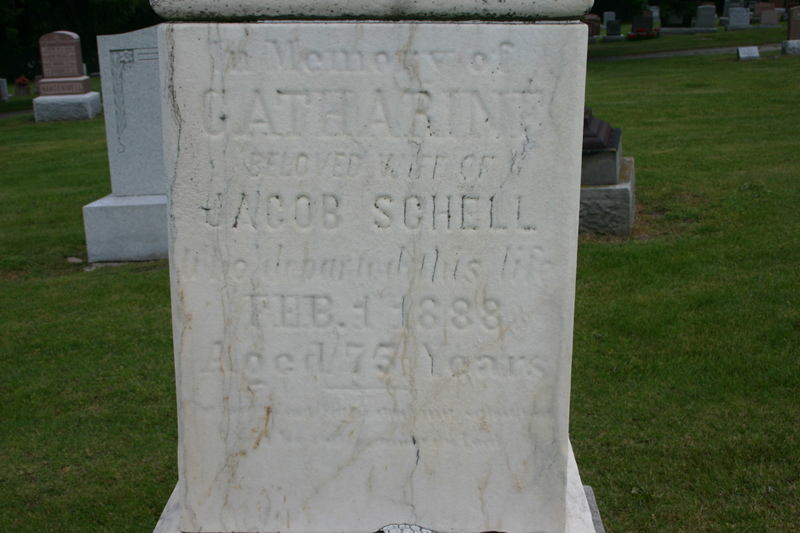 In Memory of
CATHARINE
BELOVED WIFE OF
JACOB SCHELL
Who departed this life
FEB. 1 1888
Aged 75 Years